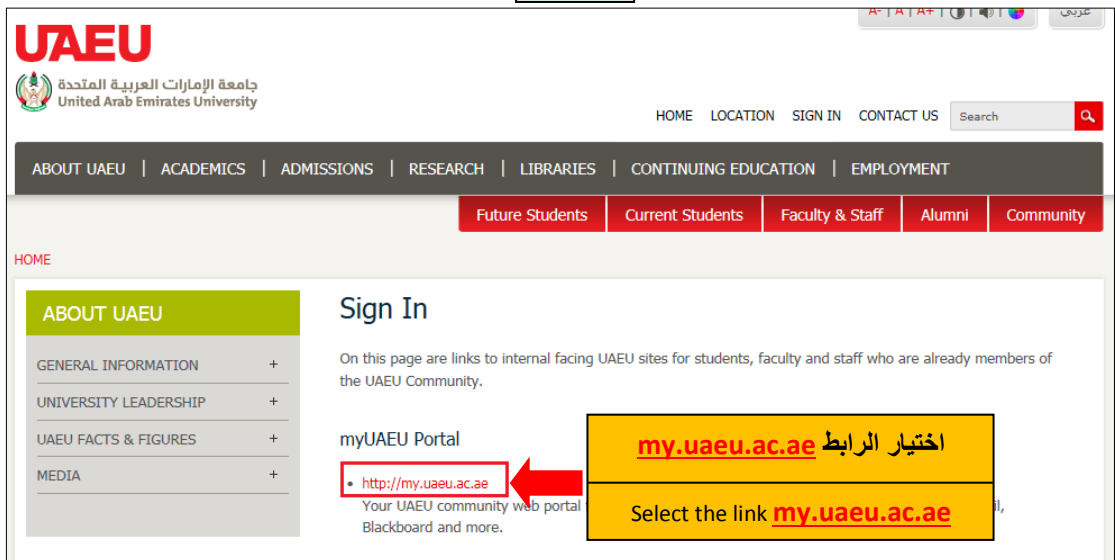 A- | A | A+
عربي
UAEU
جامعة الإمارات العربية المتحدة
United Arab Emirates University
HOME LOCATION SIGN IN CONTACT US Search
ABOUT UAEU | ACADEMICS | ADMISSIONS | RESEARCH | LIBRARIES | CONTINUING EDUCATION | EMPLOYMENT
Future Students Current Students Faculty & Staff Alumni Community
HOME
ABOUT UAEU
GENERAL INFORMATION +
UNIVERSITY LEADERSHIP +
UAEU FACTS & FIGURES +
MEDIA +
Sign In
On this page are links to internal facing UAEU sites for students, faculty and staff who are already members of
the UAEU Community.
myUAEU Portal
• http://my.uaeu.ac.ae
Your UAEU community web portal
Blackboard and more.
اختيار الرابط my.uaeu.ac.ae
Select the link my.uaeu.ac.ae